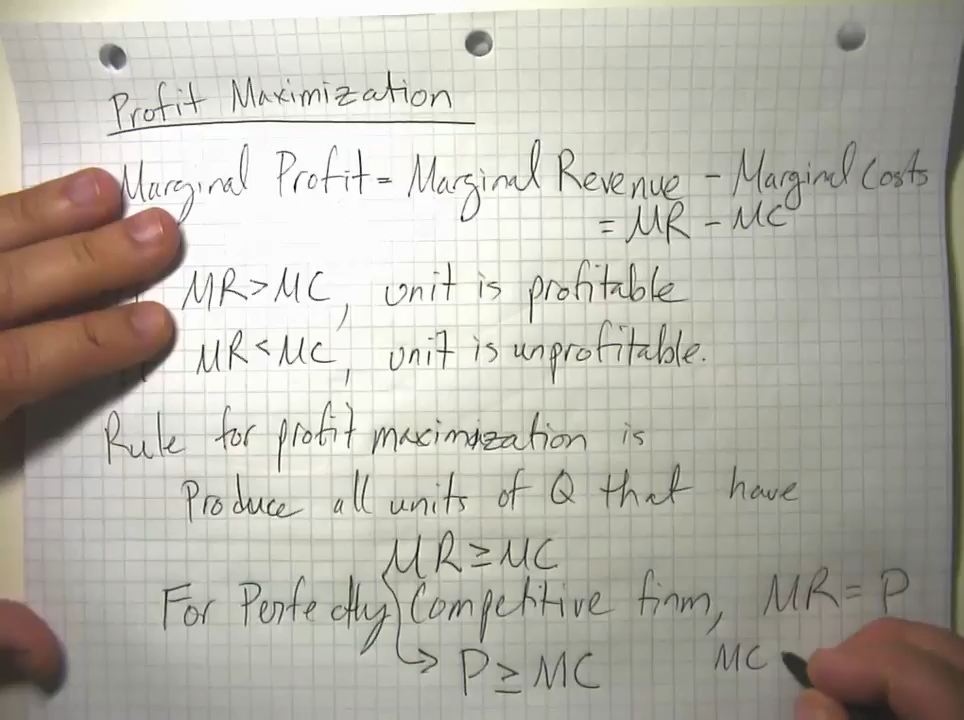 Profit Maximization
Marginal Profit = Marginal Revenue - Marginal Costs
= MR - MC
MR > MC, unit is profitable
MR < MC, unit is unprofitable.
Rule for profit maximization is
Produce all units of Q that have
MR ≥ MC
For Perfectly Competitive firm, MR = P
→ P ≥ MC MC